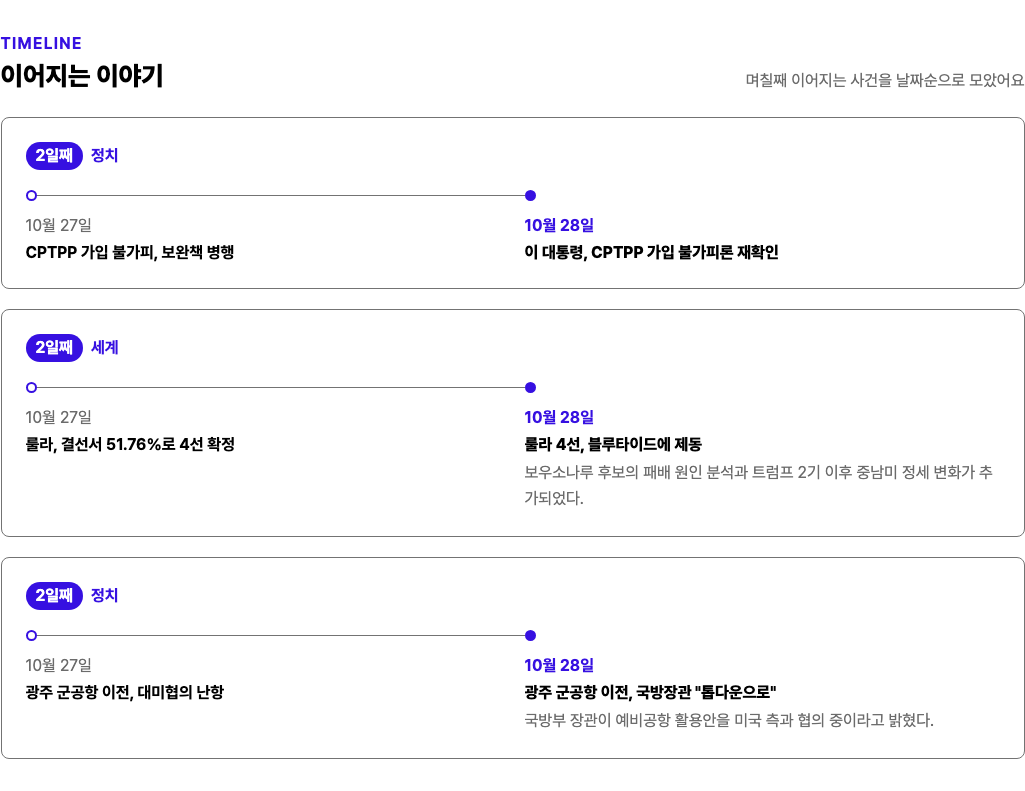 TIMELINE
이어지는 이야기
며칠째 이어지는 사건을 날짜순으로 모았어요
2일째 정치
10월 27일
CPTPP 가입 불가피, 보완책 병행
10월 28일
이 대통령, CPTPP 가입 불가피론 재확인
2일째 세계
10월 27일
룰라, 결선서 51.76%로 4선 확정
10월 28일
룰라 4선, 블루타이드에 제동
보우소나루 후보의 패배 원인 분석과 트럼프 2기 이후 중남미 정세 변화가 추
가되었다.
2일째 정치
10월 27일
광주 군공항 이전, 대미협의 난항
10월 28일
광주 군공항 이전, 국방장관 "톱다운으로"
국방부 장관이 예비공항 활용안을 미국 측과 협의 중이라고 밝혔다.